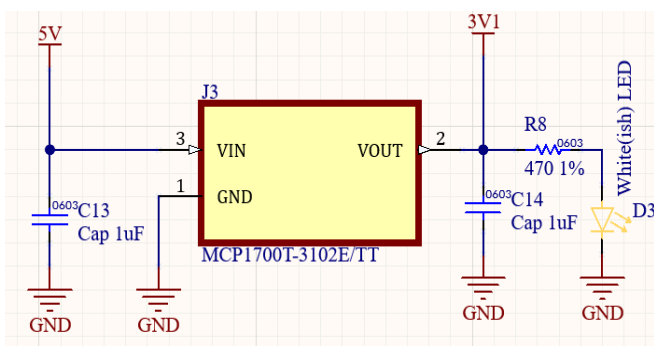 5V
3V1
J3
3
VIN
VOUT
2
1
GND
MCP1700T-3102E/TT
0603
C13
Cap 1uF
0603
C14
Cap 1uF
R8
0603
470 1%
White(ish) LED
D3
GND
GND
GND
GND